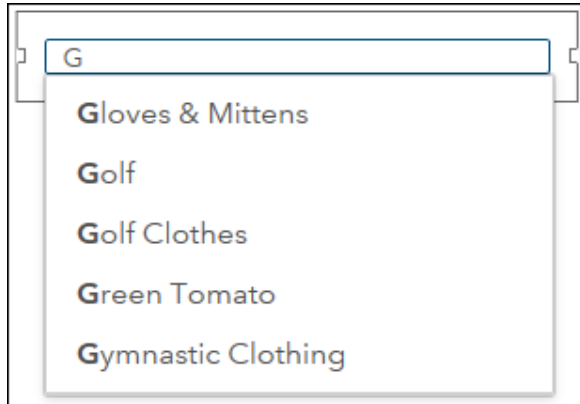 G
Gloves & Mittens
Golf
Golf Clothes
Green Tomato
Gymnastic Clothing